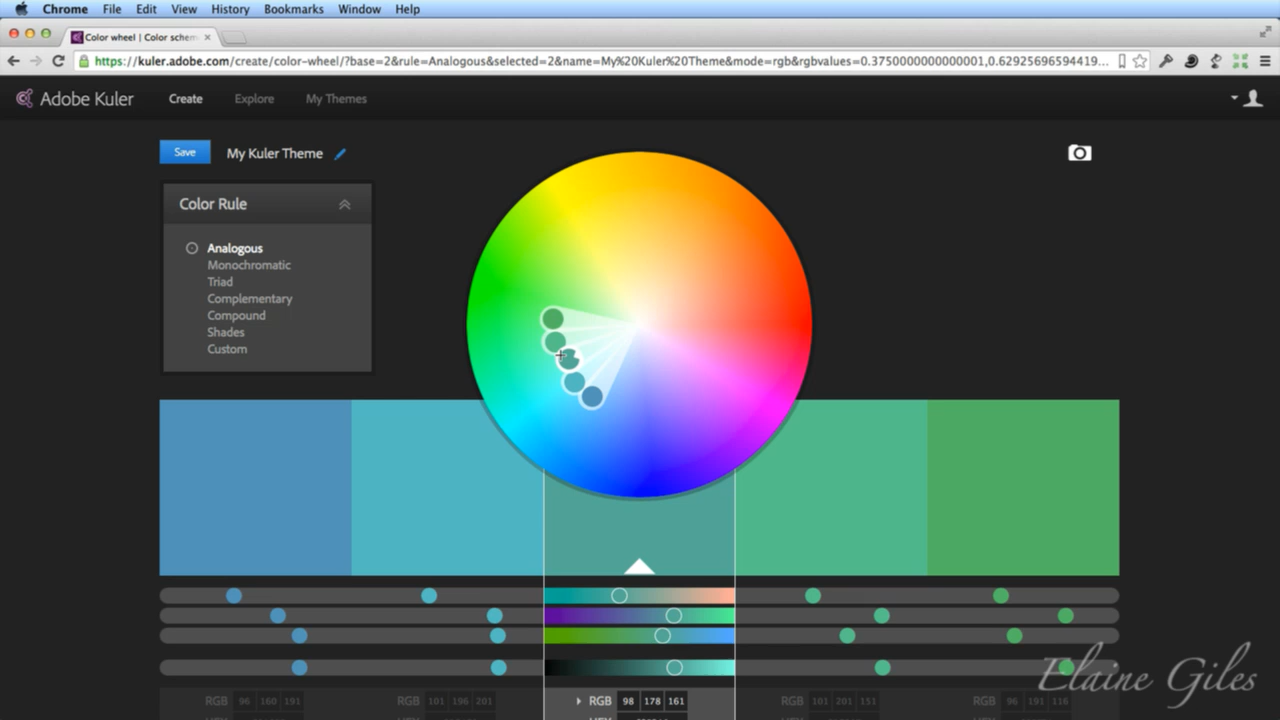 Chrome File Edit View History Bookmarks Window Help
Color wheel | Color schem
https://kuler.adobe.com/create/color-wheel/?base=2&rule=Analogous&selected=2&name=My%20Kuler%20Theme&mode=rgb&rgbvalues=0.3750000000000001,0.62925696594419...
Adobe Kuler Create Explore My Themes
Save My Kuler Theme
Color Rule
Analogous
Monochromatic
Triad
Complementary
Compound
Shades
Custom
RGB 96 160 191 RGB 101 196 201 RGB 98 178 161 RGB 101 201 151 RGB 96 191 116
Elaine Giles